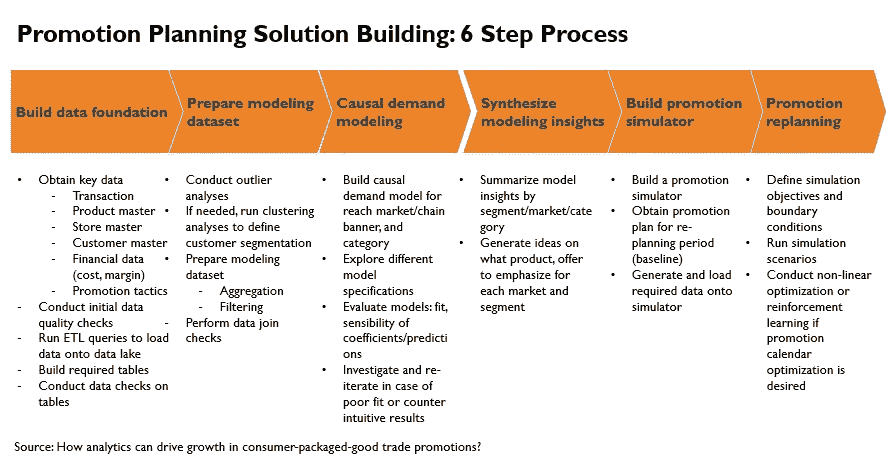 Promotion Planning Solution Building: 6 Step Process
Build data foundation
Prepare modeling
dataset
Causal demand
modeling
Synthesize
modeling insights
Build promotion
simulator
Promotion
replanning
• Obtain key data
- Transaction
- Product master
- Store master
- Customer master
- Financial data
(cost, margin)
- Promotion tactics
- Conduct initial data
quality checks
- Run ETL queries to load
data onto data lake
- Build required tables
- Conduct data checks on
tables
• Conduct outlier
analyses
• If needed, run clustering
analyses to define
customer segmentation
• Prepare modeling
dataset
- Aggregation
- Filtering
- Perform data join
checks
• Build causal
demand model for
reach market/chain
banner, and
category
• Explore different
model
specifications
• Evaluate models: fit,
sensibility of
coefficients/predicti
ons
• Investigate and re-
iterate in case of
poor fit or counter
intuitive results
• Summarize model
insights by
segment/market/cate
gory
• Generate ideas on
what product, offer
to emphasize for
each market and
segment
• Build a promotion
simulator
• Obtain promotion
plan for re-
planning period
(baseline)
• Generate and load
required data onto
simulator
• Define simulation
objectives and
boundary
conditions
• Run simulation
scenarios
• Conduct non-linear
optimization or
reinforcement
learning if
promotion
calendar
optimization is
desired
Source: How analytics can drive growth in consumer-packaged-good trade promotions?